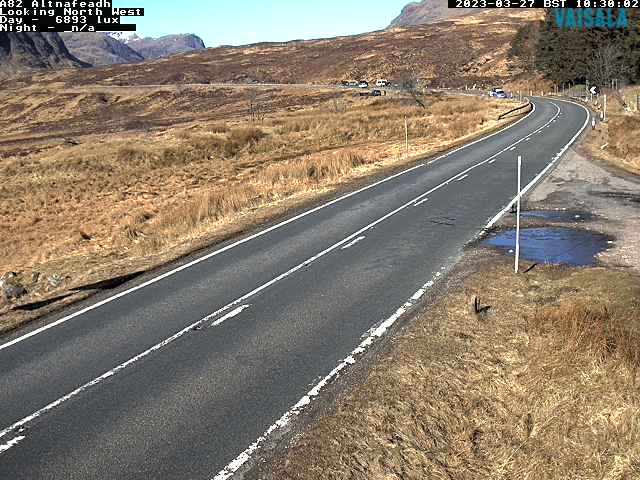 A82 Altnafeadh
2023-03-27 BST 10:30:02
Looking North West
VAISALA
Day - 6893 lux
Night - n/a